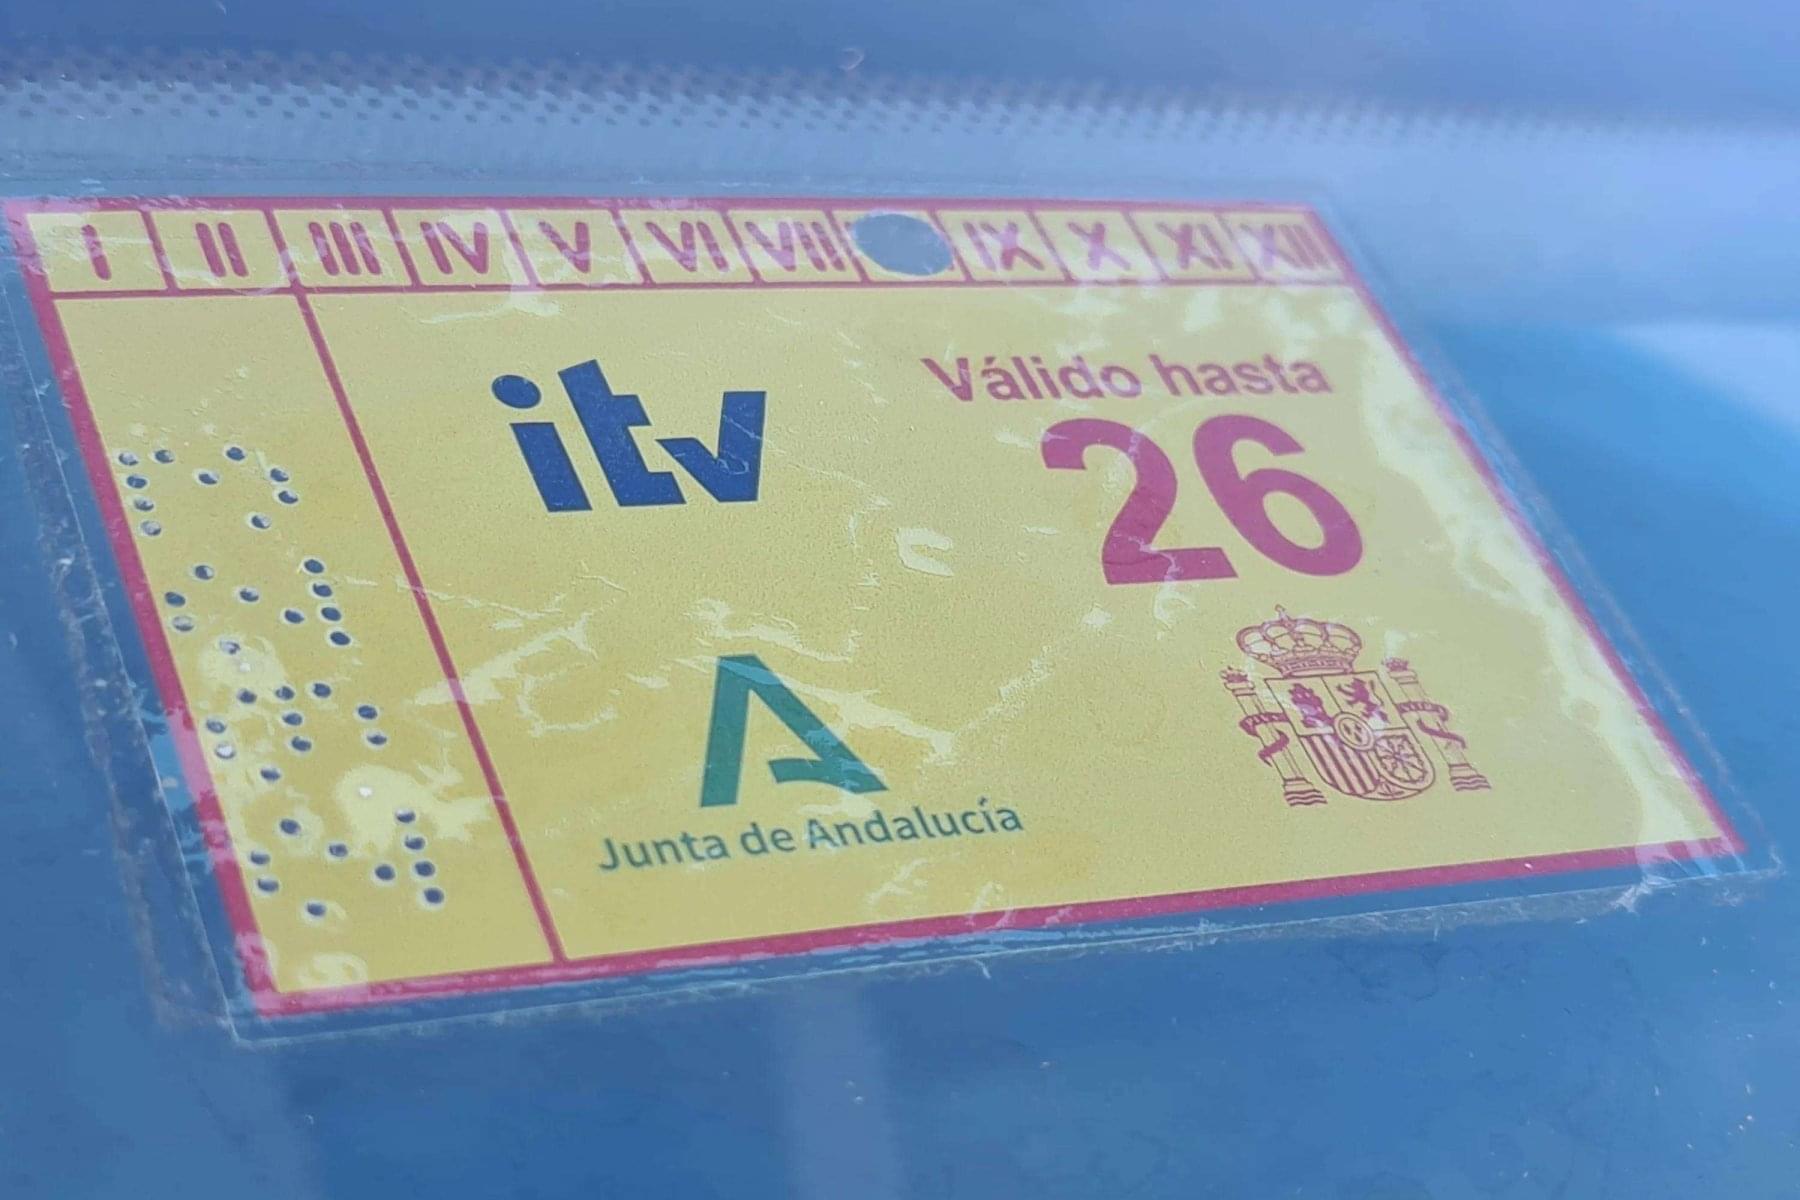 I II III IV V VI VII IX X XI XII
itv
Válido hasta
26
Junta de Andalucía